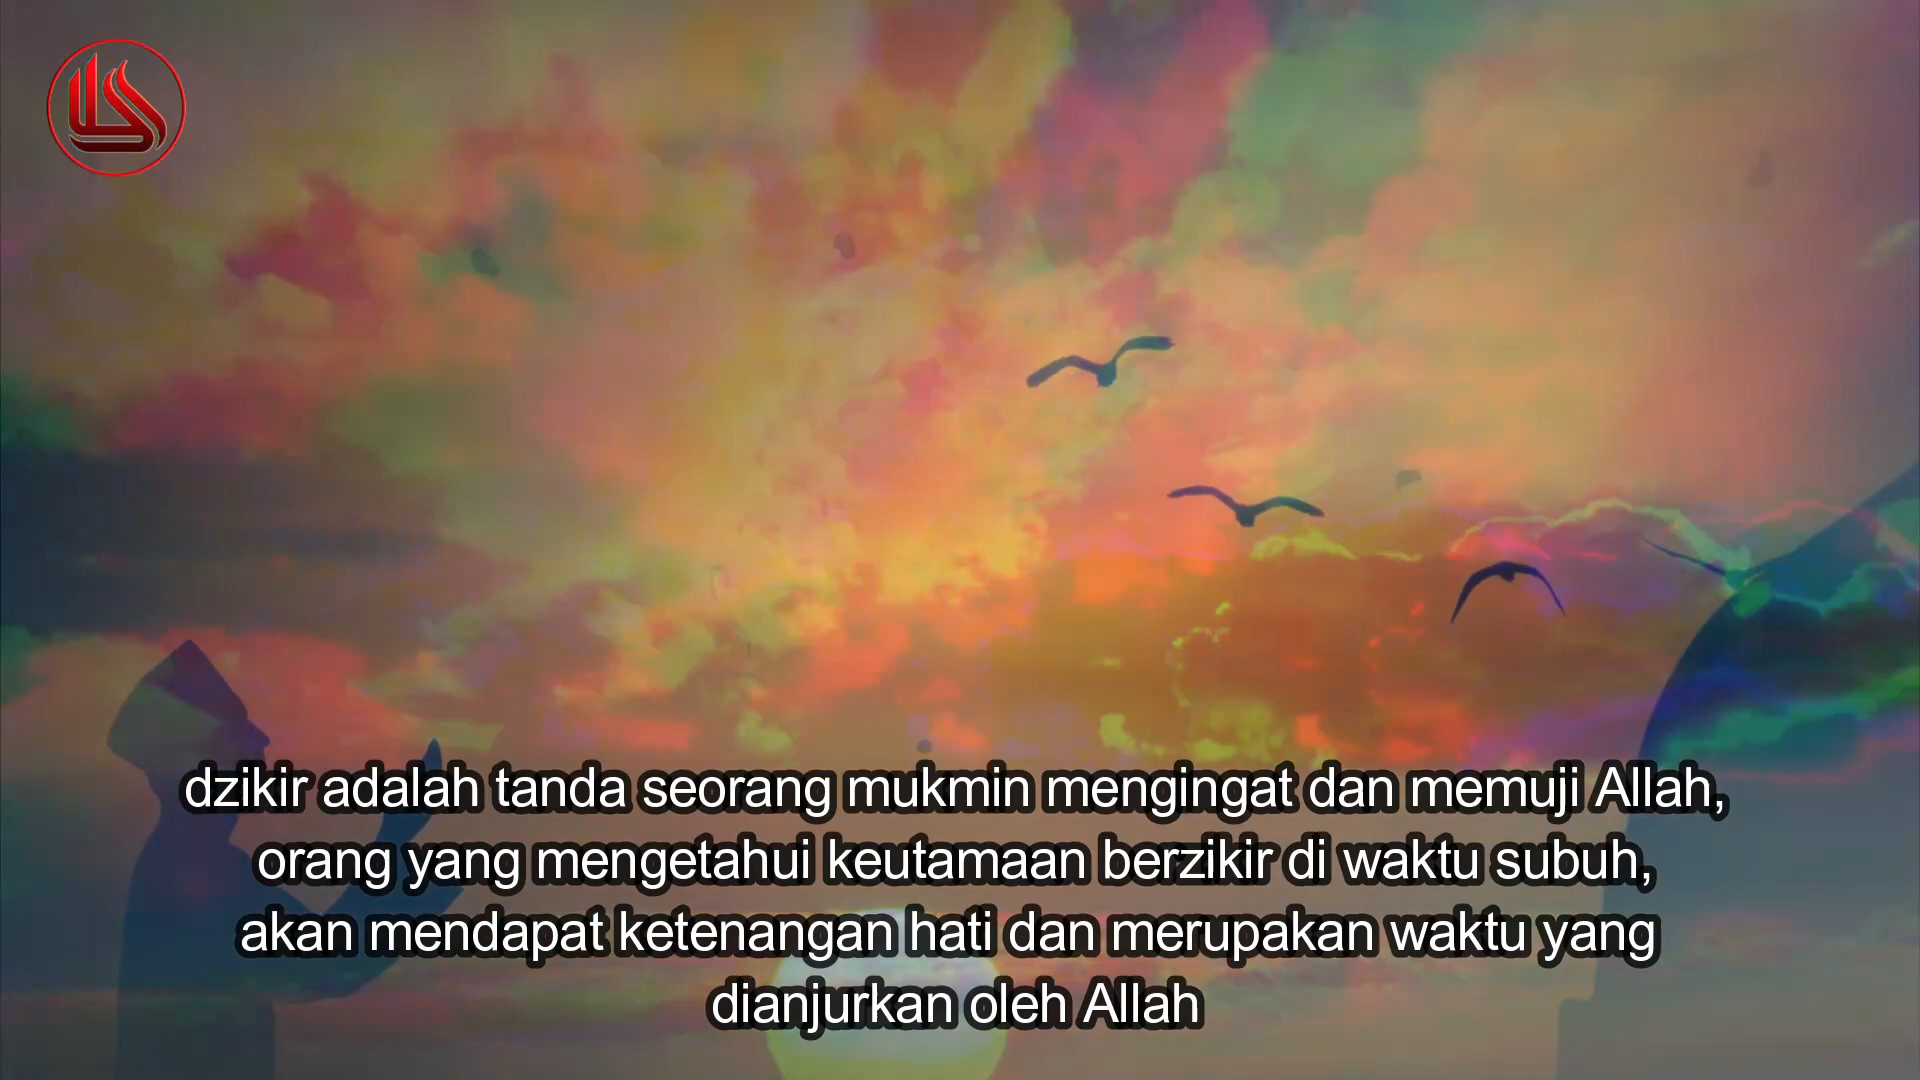 dzikir adalah tanda seorang mukmin mengingat dan memuji Allah,
orang yang mengetahui keutamaan berzikir di waktu subuh,
akan mendapat ketenangan hati dan merupakan waktu yang
dianjurkan oleh Allah